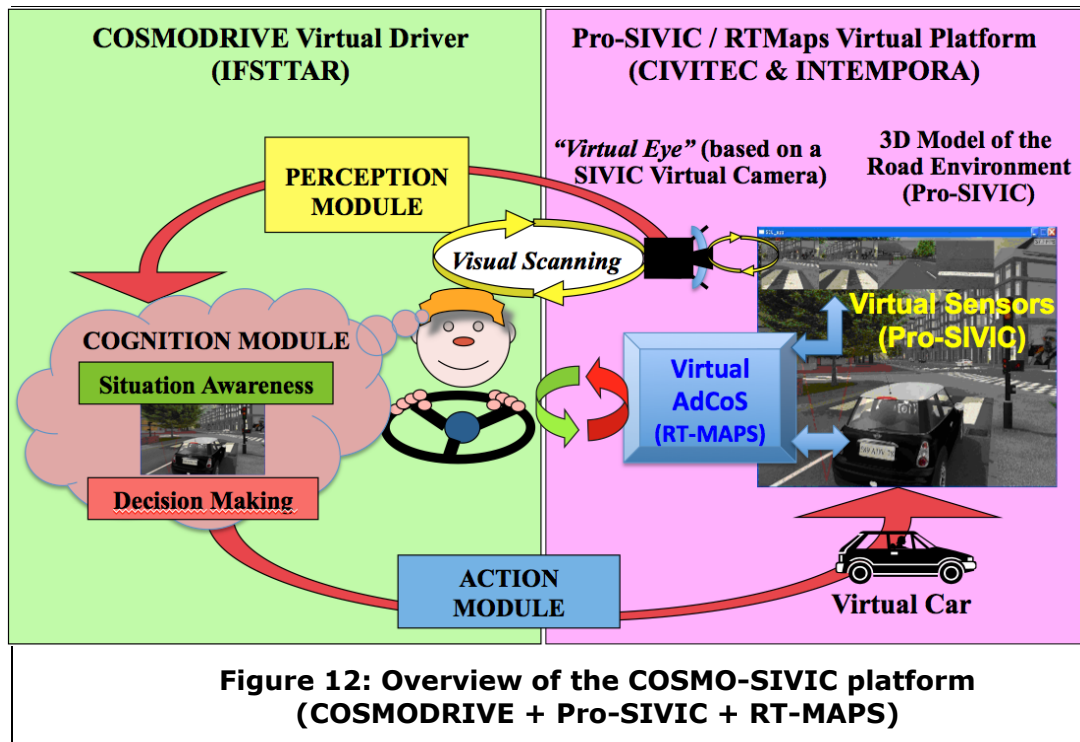 COSMODRIVE Virtual Driver
(IFSTTAR)
Pro-SIVIC / RTMaps Virtual Platform
(CIVITEC & INTEMPORA)
PERCEPTION
MODULE
“Virtual Eye” (based on a
SIVIC Virtual Camera)
3D Model of the
Road Environment
(Pro-SIVIC)
Visual Scanning
COGNITION MODULE
Situation Awareness
Decision Making
Virtual
AdCoS
(RT-MAPS)
Virtual Sensors
(Pro-SIVIC)
ACTION
MODULE
Virtual Car
Figure 12: Overview of the COSMO-SIVIC platform
(COSMODRIVE + Pro-SIVIC + RT-MAPS)